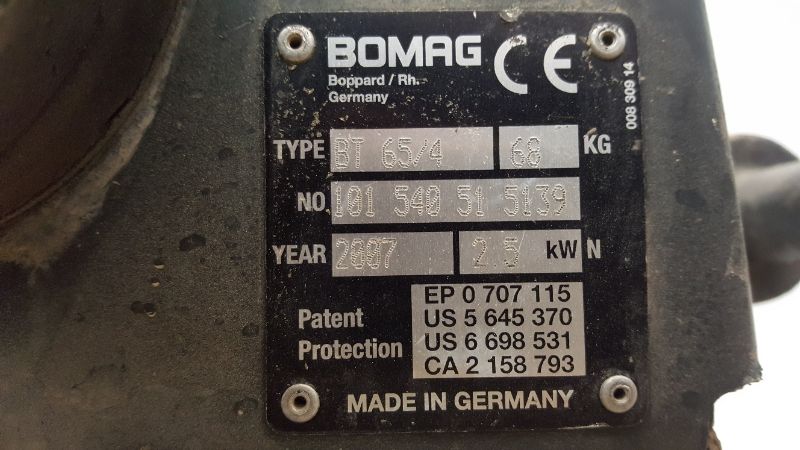 BOMAG CE
Boppard / Rh.
Germany
008 309 14
TYPE BT 65/4 68 KG
NO 101 540 51 5139
YEAR 2007 2.5 kW N
Patent Protection
EP 0 707 115
US 5 645 370
US 6 698 531
CA 2 158 793
MADE IN GERMANY